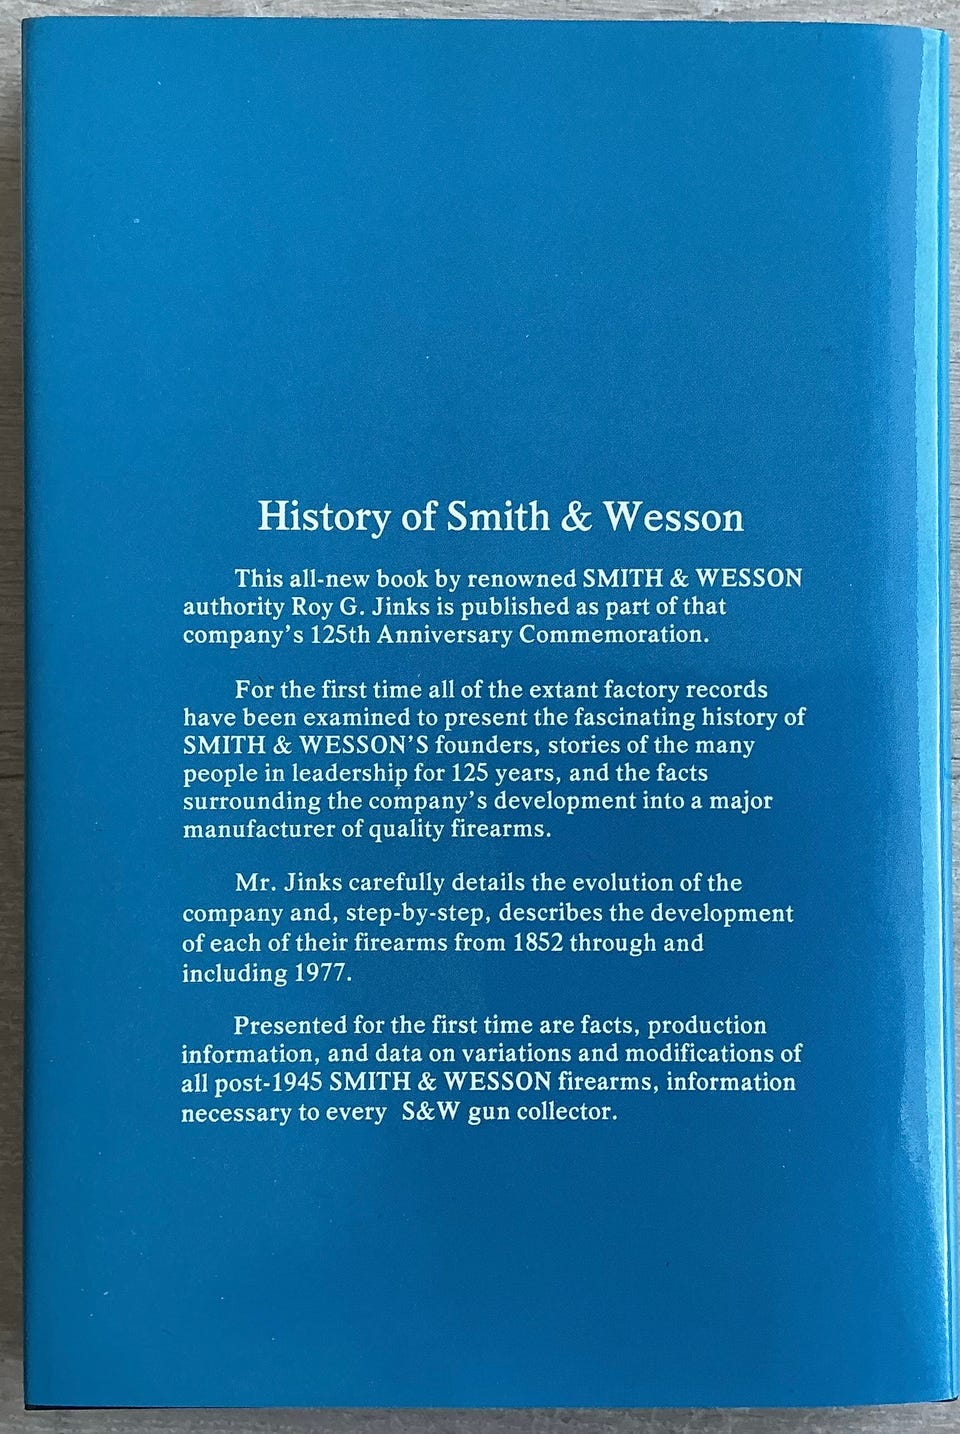 History of Smith & Wesson
This all-new book by renowned SMITH & WESSON
authority Roy G. Jinks is published as part of that
company's 125th Anniversary Commemoration.
For the first time all of the extant factory records
have been examined to present the fascinating history of
SMITH & WESSON'S founders, stories of the many
people in leadership for 125 years, and the facts
surrounding the company's development into a major
manufacturer of quality firearms.
Mr. Jinks carefully details the evolution of the
company and, step-by-step, describes the development
of each of their firearms from 1852 through and
including 1977.
Presented for the first time are facts, production
information, and data on variations and modifications of
all post-1945 SMITH & WESSON firearms, information
necessary to every S&W gun collector.